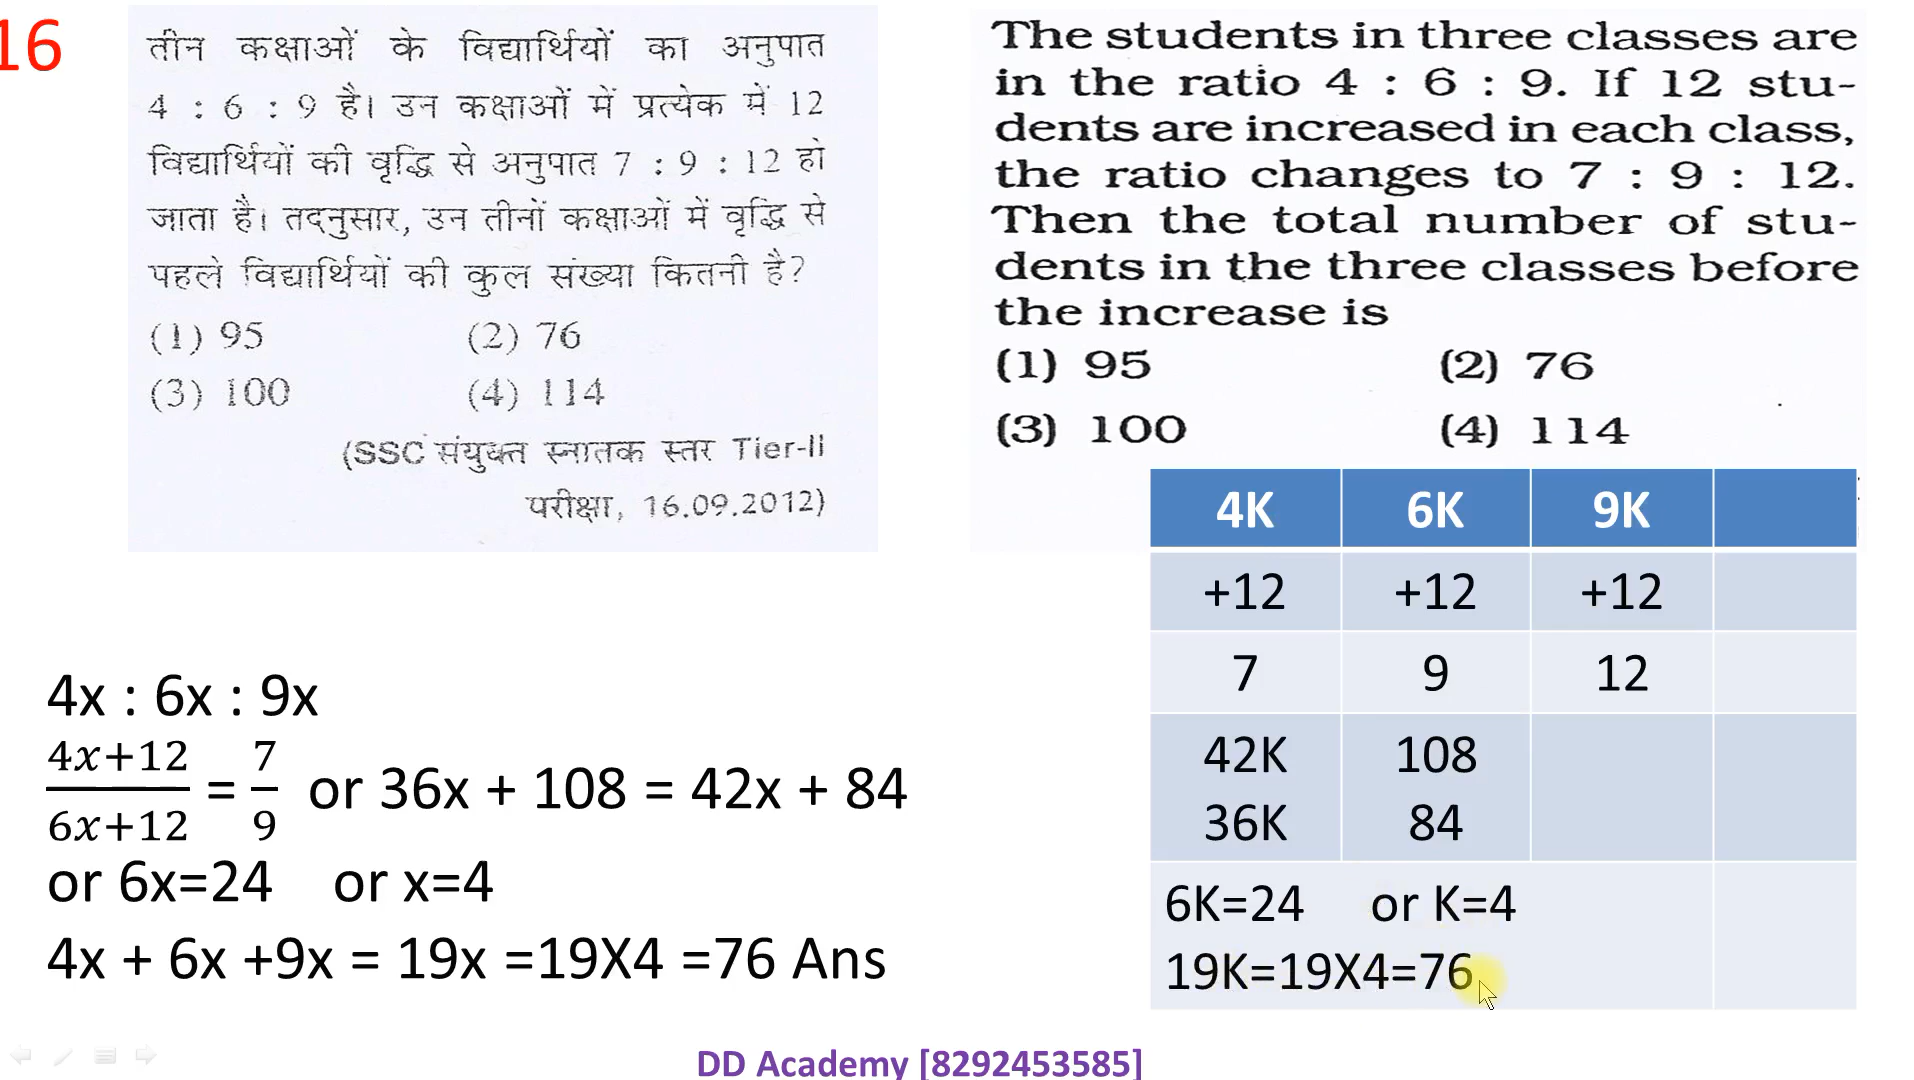 16
तीन कक्षाओं के विद्यार्थियों का अनुपात
4 : 6 : 9 है। उन कक्षाओं में प्रत्येक में 12
विद्यार्थियों की वृद्धि से अनुपात 7 : 9 : 12 हो
जाता है। तदनुसार, उन तीनों कक्षाओं में वृद्धि से
पहले विद्यार्थियों की कुल संख्या कितनी है?
(1) 95 (2) 76
(3) 100 (4) 114
(SSC संयुक्त स्नातक स्तर Tier-II
परीक्षा, 16.09.2012)
The students in three classes are
in the ratio 4 : 6 : 9. If 12 stu-
dents are increased in each class,
the ratio changes to 7 : 9 : 12.
Then the total number of stu-
dents in the three classes before
the increase is
(1) 95 (2) 76
(3) 100 (4) 114
4K 6K 9K
+12 +12 +12
7 9 12
42K 108
36K 84
6K=24 or K=4
19K=19X4=76
4x : 6x : 9x
4x+12 / 6x+12 = 7 / 9 or 36x + 108 = 42x + 84
or 6x=24 or x=4
4x + 6x +9x = 19x =19X4 =76 Ans
DD Academy [8292453585]